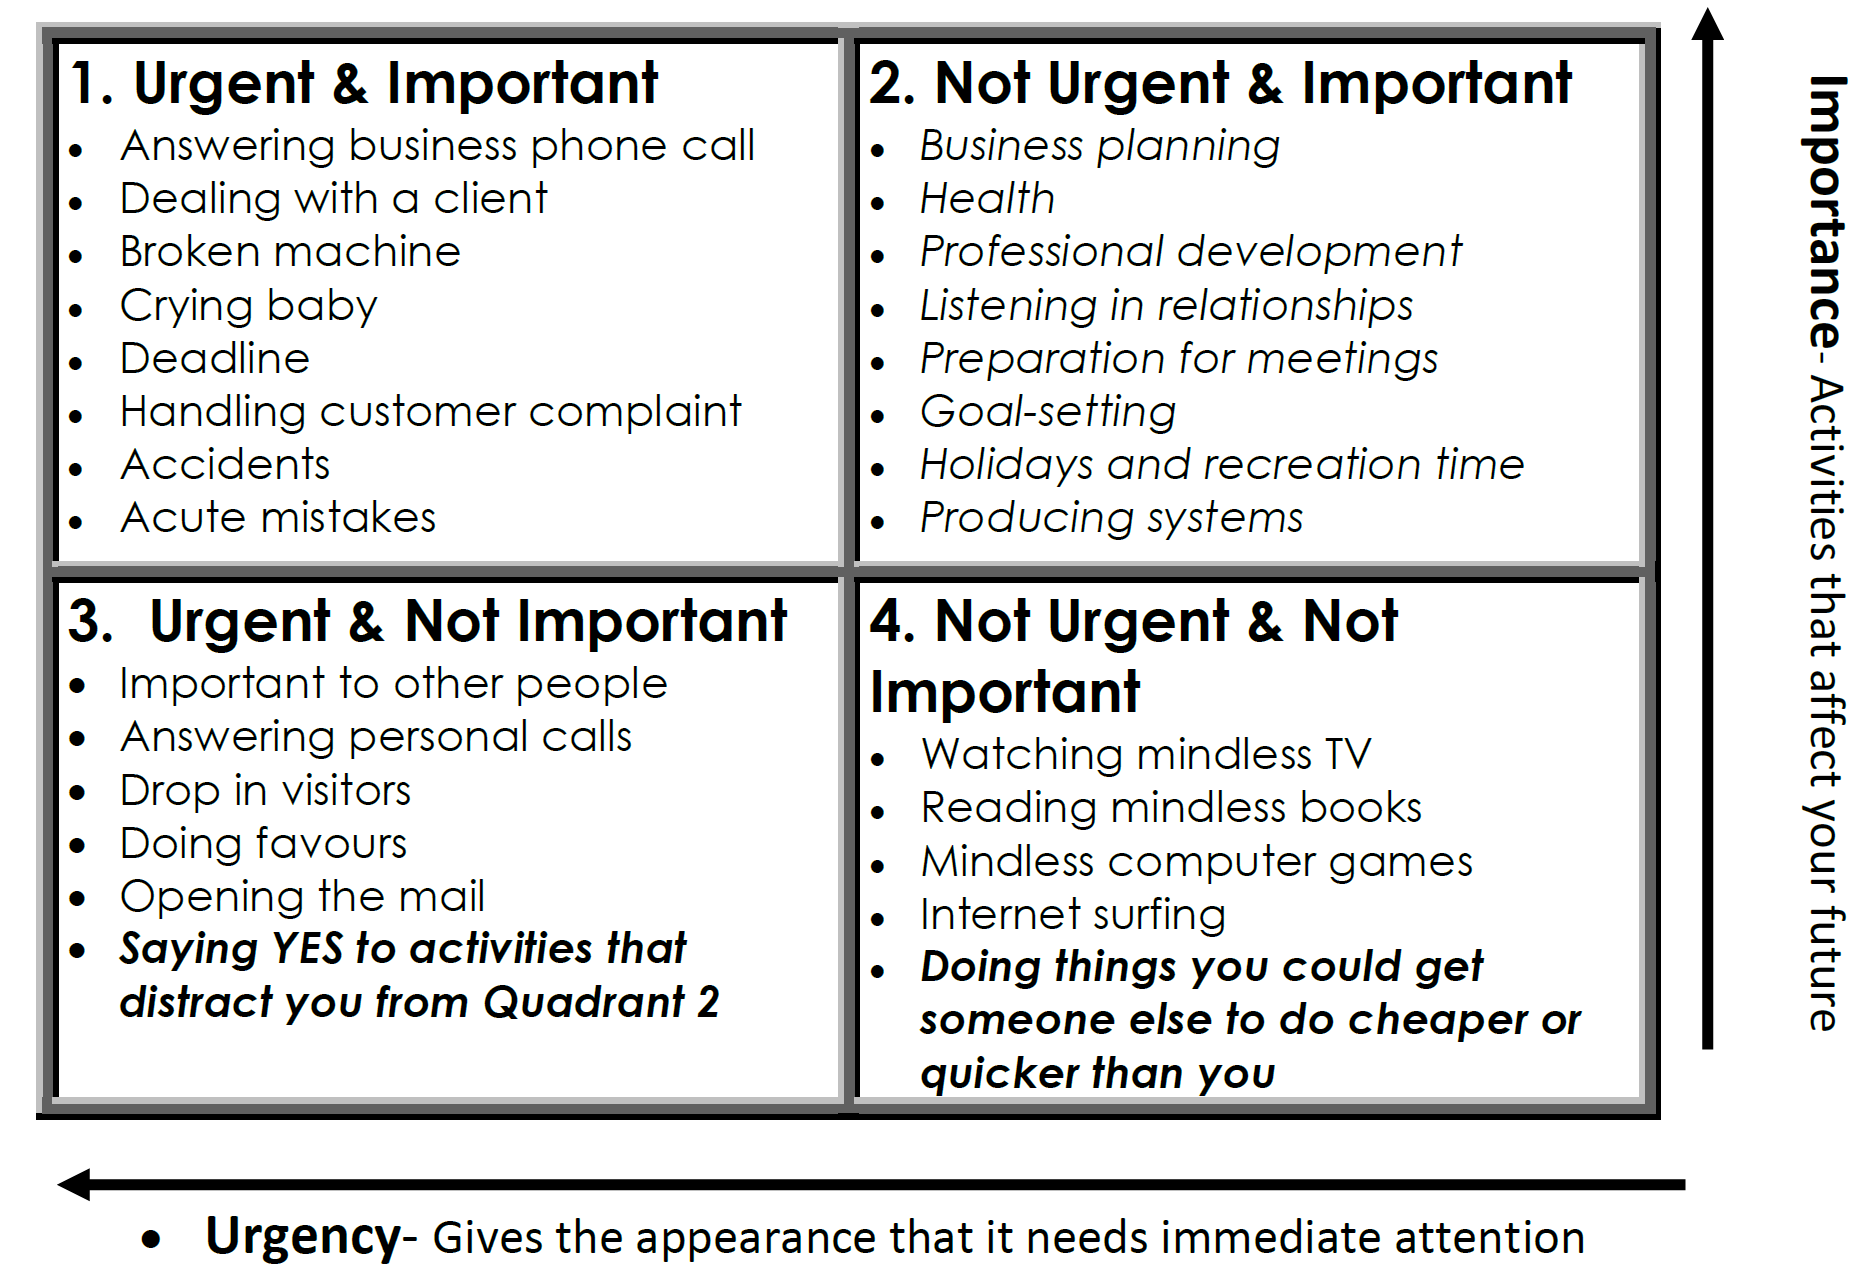 1. Urgent & Important
• Answering business phone call
• Dealing with a client
• Broken machine
• Crying baby
• Deadline
• Handling customer complaint
• Accidents
• Acute mistakes
2. Not Urgent & Important
• Business planning
• Health
• Professional development
• Listening in relationships
• Preparation for meetings
• Goal-setting
• Holidays and recreation time
• Producing systems
3. Urgent & Not Important
• Important to other people
• Answering personal calls
• Drop in visitors
• Doing favours
• Opening the mail
• Saying YES to activities that
distract you from Quadrant 2
4. Not Urgent & Not
Important
• Watching mindless TV
• Reading mindless books
• Mindless computer games
• Internet surfing
• Doing things you could get
someone else to do cheaper or
quicker than you
Importance- Activities that affect your future
• Urgency- Gives the appearance that it needs immediate attention